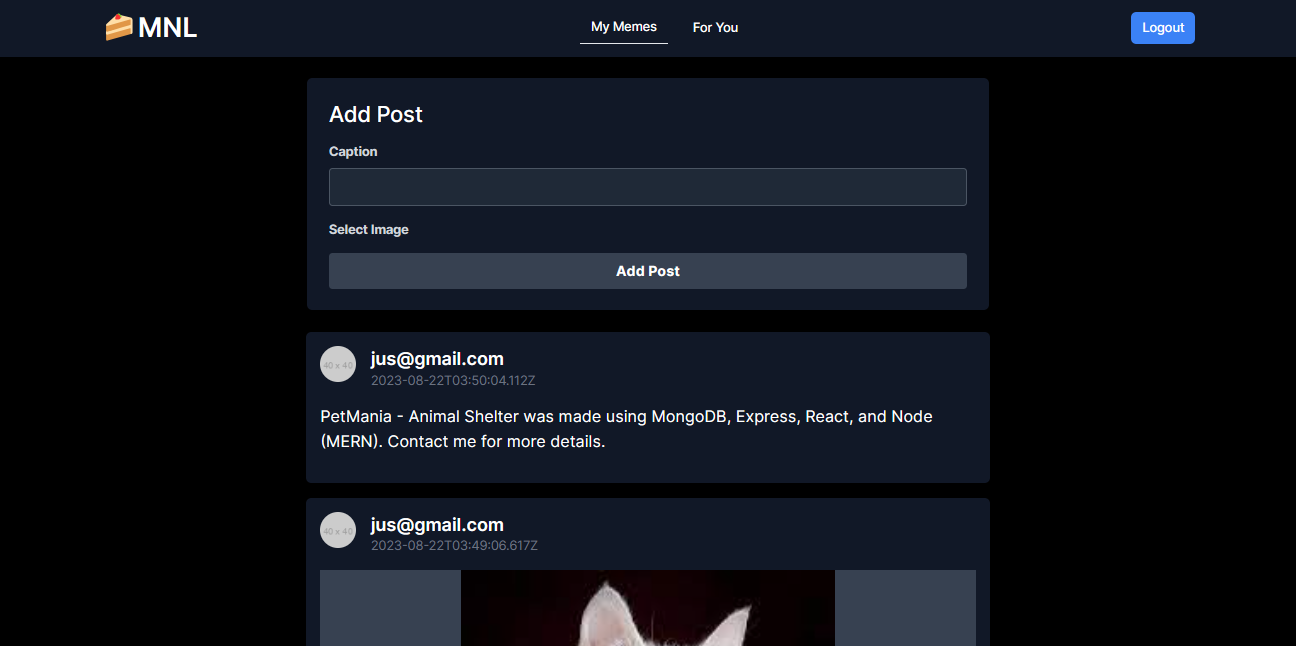 MNL
My Memes
For You
Logout
Add Post
Caption
Select Image
Add Post
40 x 40
jus@gmail.com
2023-08-22T03:50:04.112Z
PetMania - Animal Shelter was made using MongoDB, Express, React, and Node
(MERN). Contact me for more details.
40 x 40
jus@gmail.com
2023-08-22T03:49:06.617Z